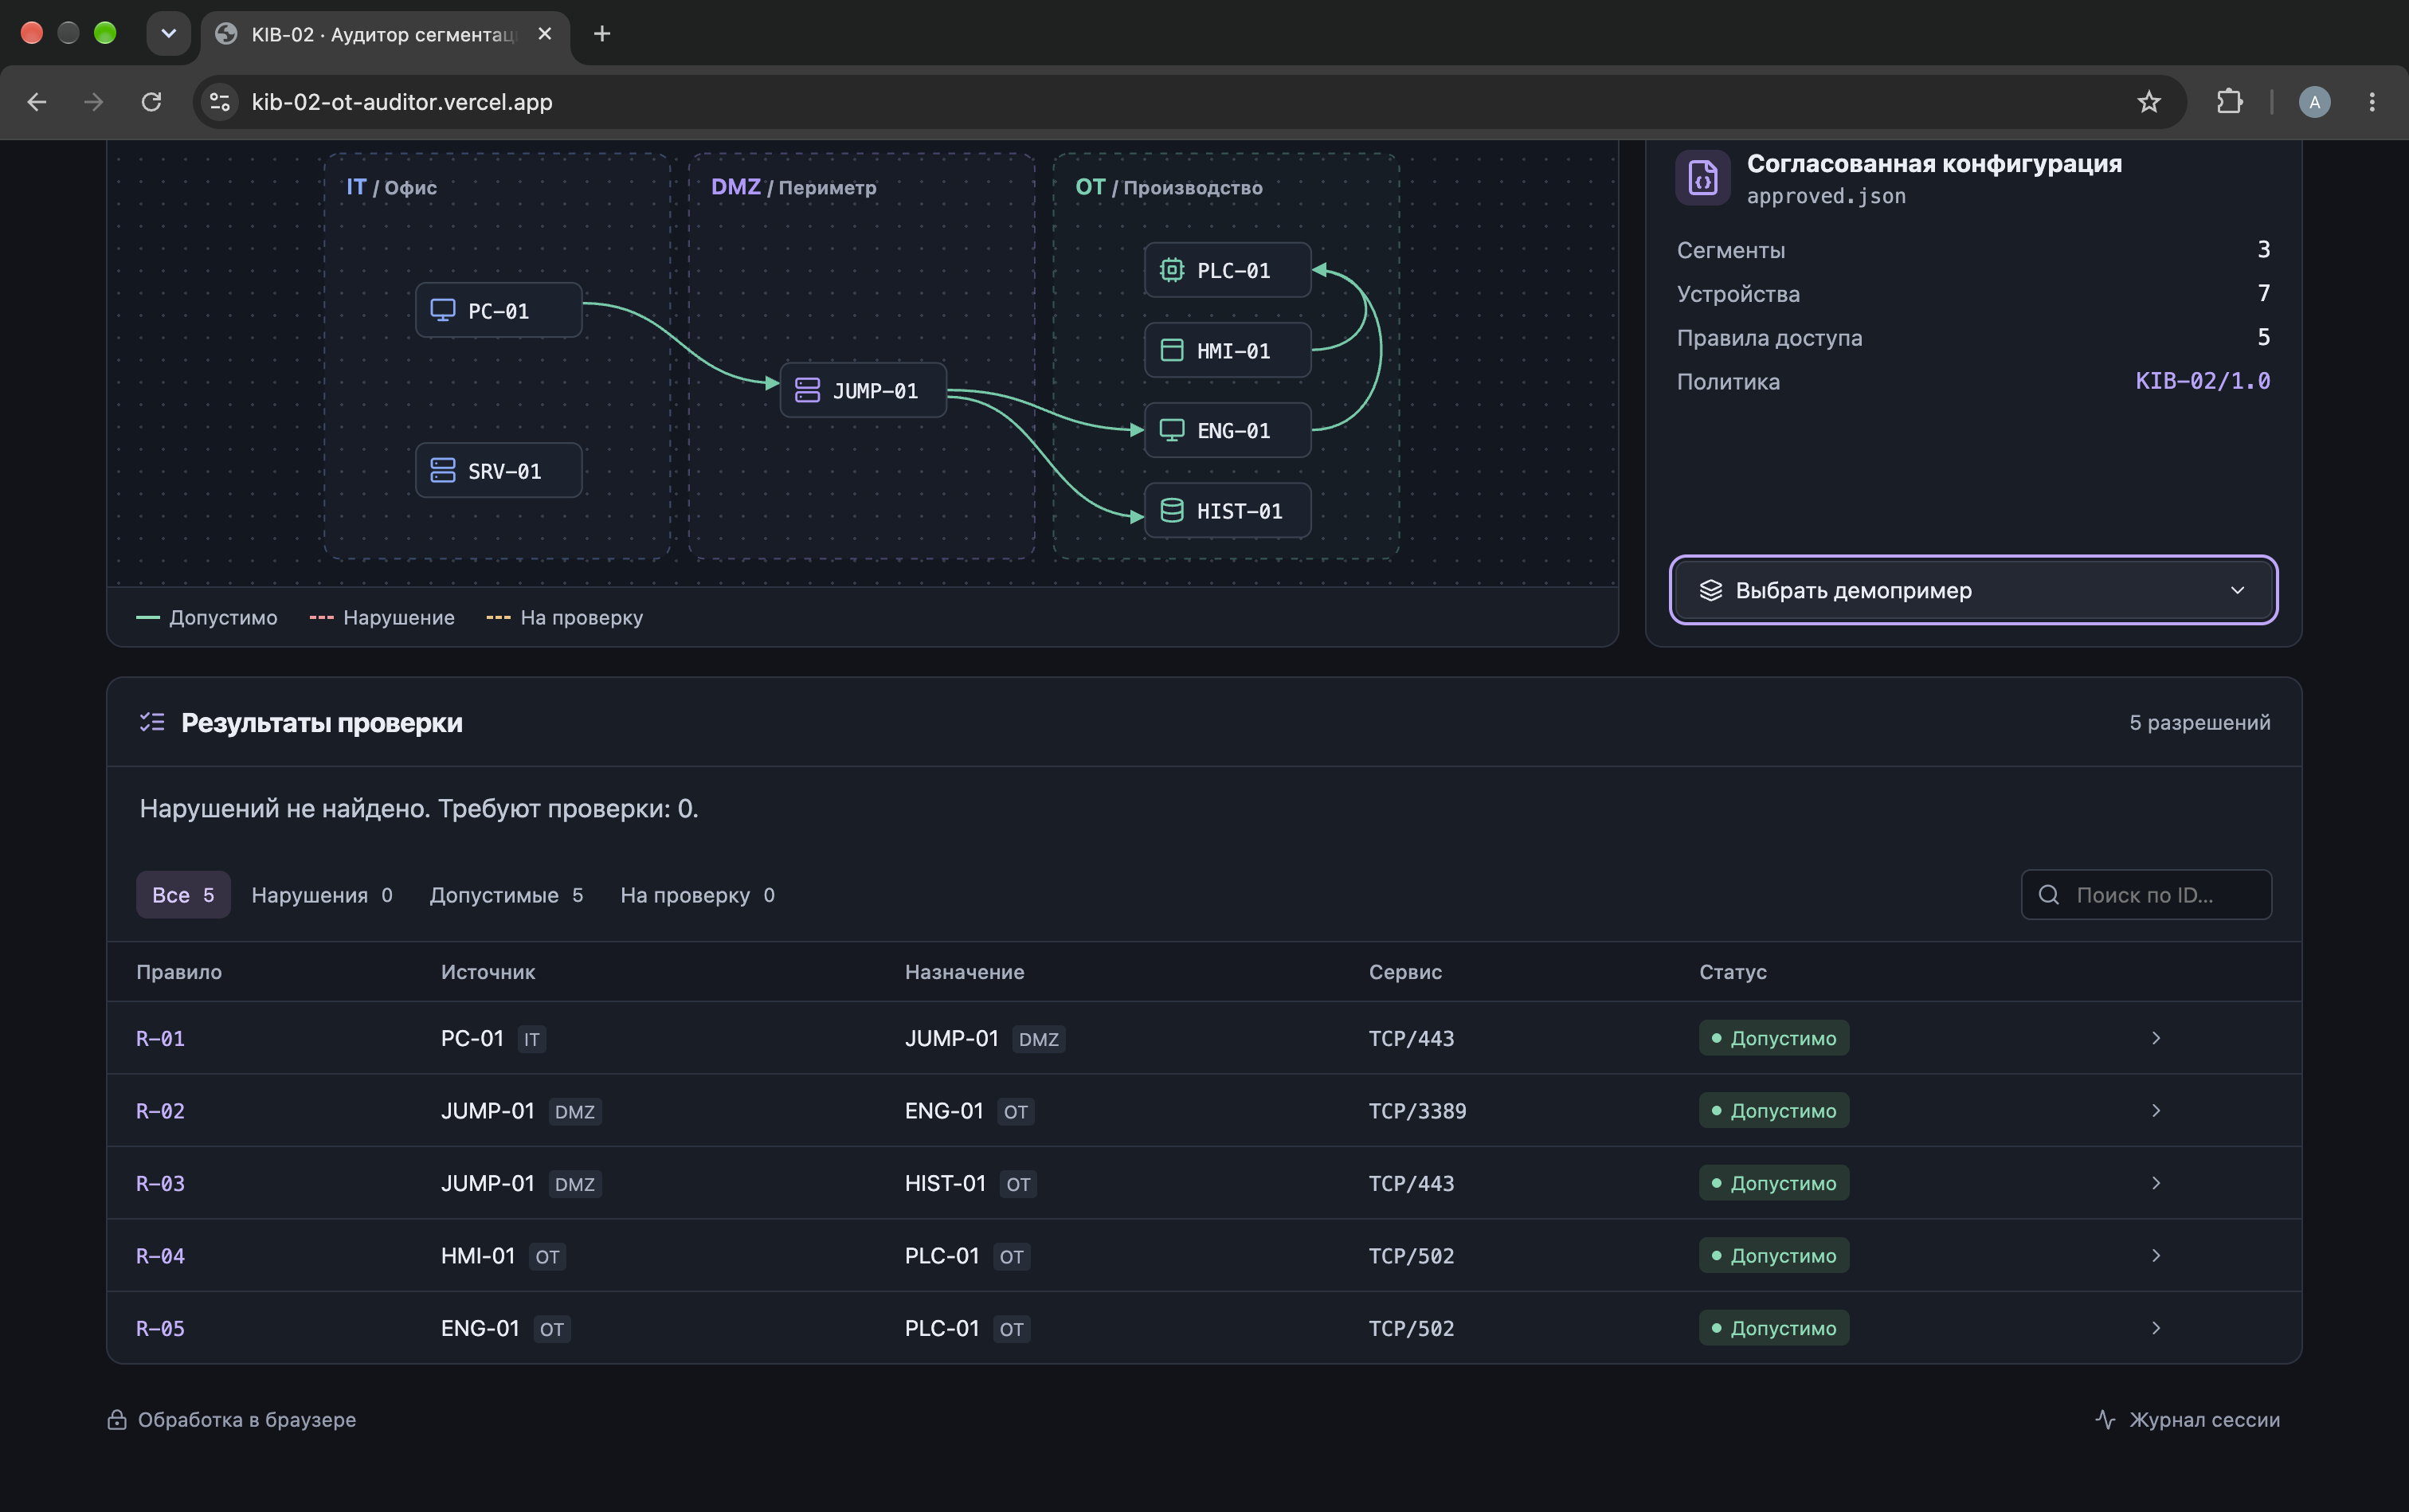 KIB-02 · Аудитор сегментац
kib-02-ot-auditor.vercel.app
A
IT / Офис
DMZ / Периметр
OT / Производство
PC-01
SRV-01
JUMP-01
PLC-01
HMI-01
ENG-01
HIST-01
Допустимо
Нарушение
На проверку
Согласованная конфигурация
approved.json
Сегменты 3
Устройства 7
Правила доступа 5
Политика KIB-02/1.0
Выбрать демопример
Результаты проверки
5 разрешений
Нарушений не найдено. Требуют проверки: 0.
Все 5 Нарушения 0 Допустимые 5 На проверку 0
Поиск по ID...
Правило Источник Назначение Сервис Статус
R-01 PC-01 IT JUMP-01 DMZ TCP/443 Допустимо
R-02 JUMP-01 DMZ ENG-01 OT TCP/3389 Допустимо
R-03 JUMP-01 DMZ HIST-01 OT TCP/443 Допустимо
R-04 HMI-01 OT PLC-01 OT TCP/502 Допустимо
R-05 ENG-01 OT PLC-01 OT TCP/502 Допустимо
Обработка в браузере
Журнал сессии